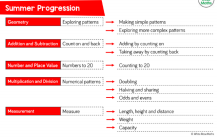 Summer Progression
Geometry Exploring patterns Making simple patterns
Exploring more complex patterns
Addition and Subtraction Count on and back Adding by counting on
Taking away by counting back
Number and Place Value Numbers to 20 Counting to 20
Multiplication and Division Numerical patterns Doubling
Halving and sharing
Odds and evens
Measurement Measure Length, height and distance
Weight
Capacity